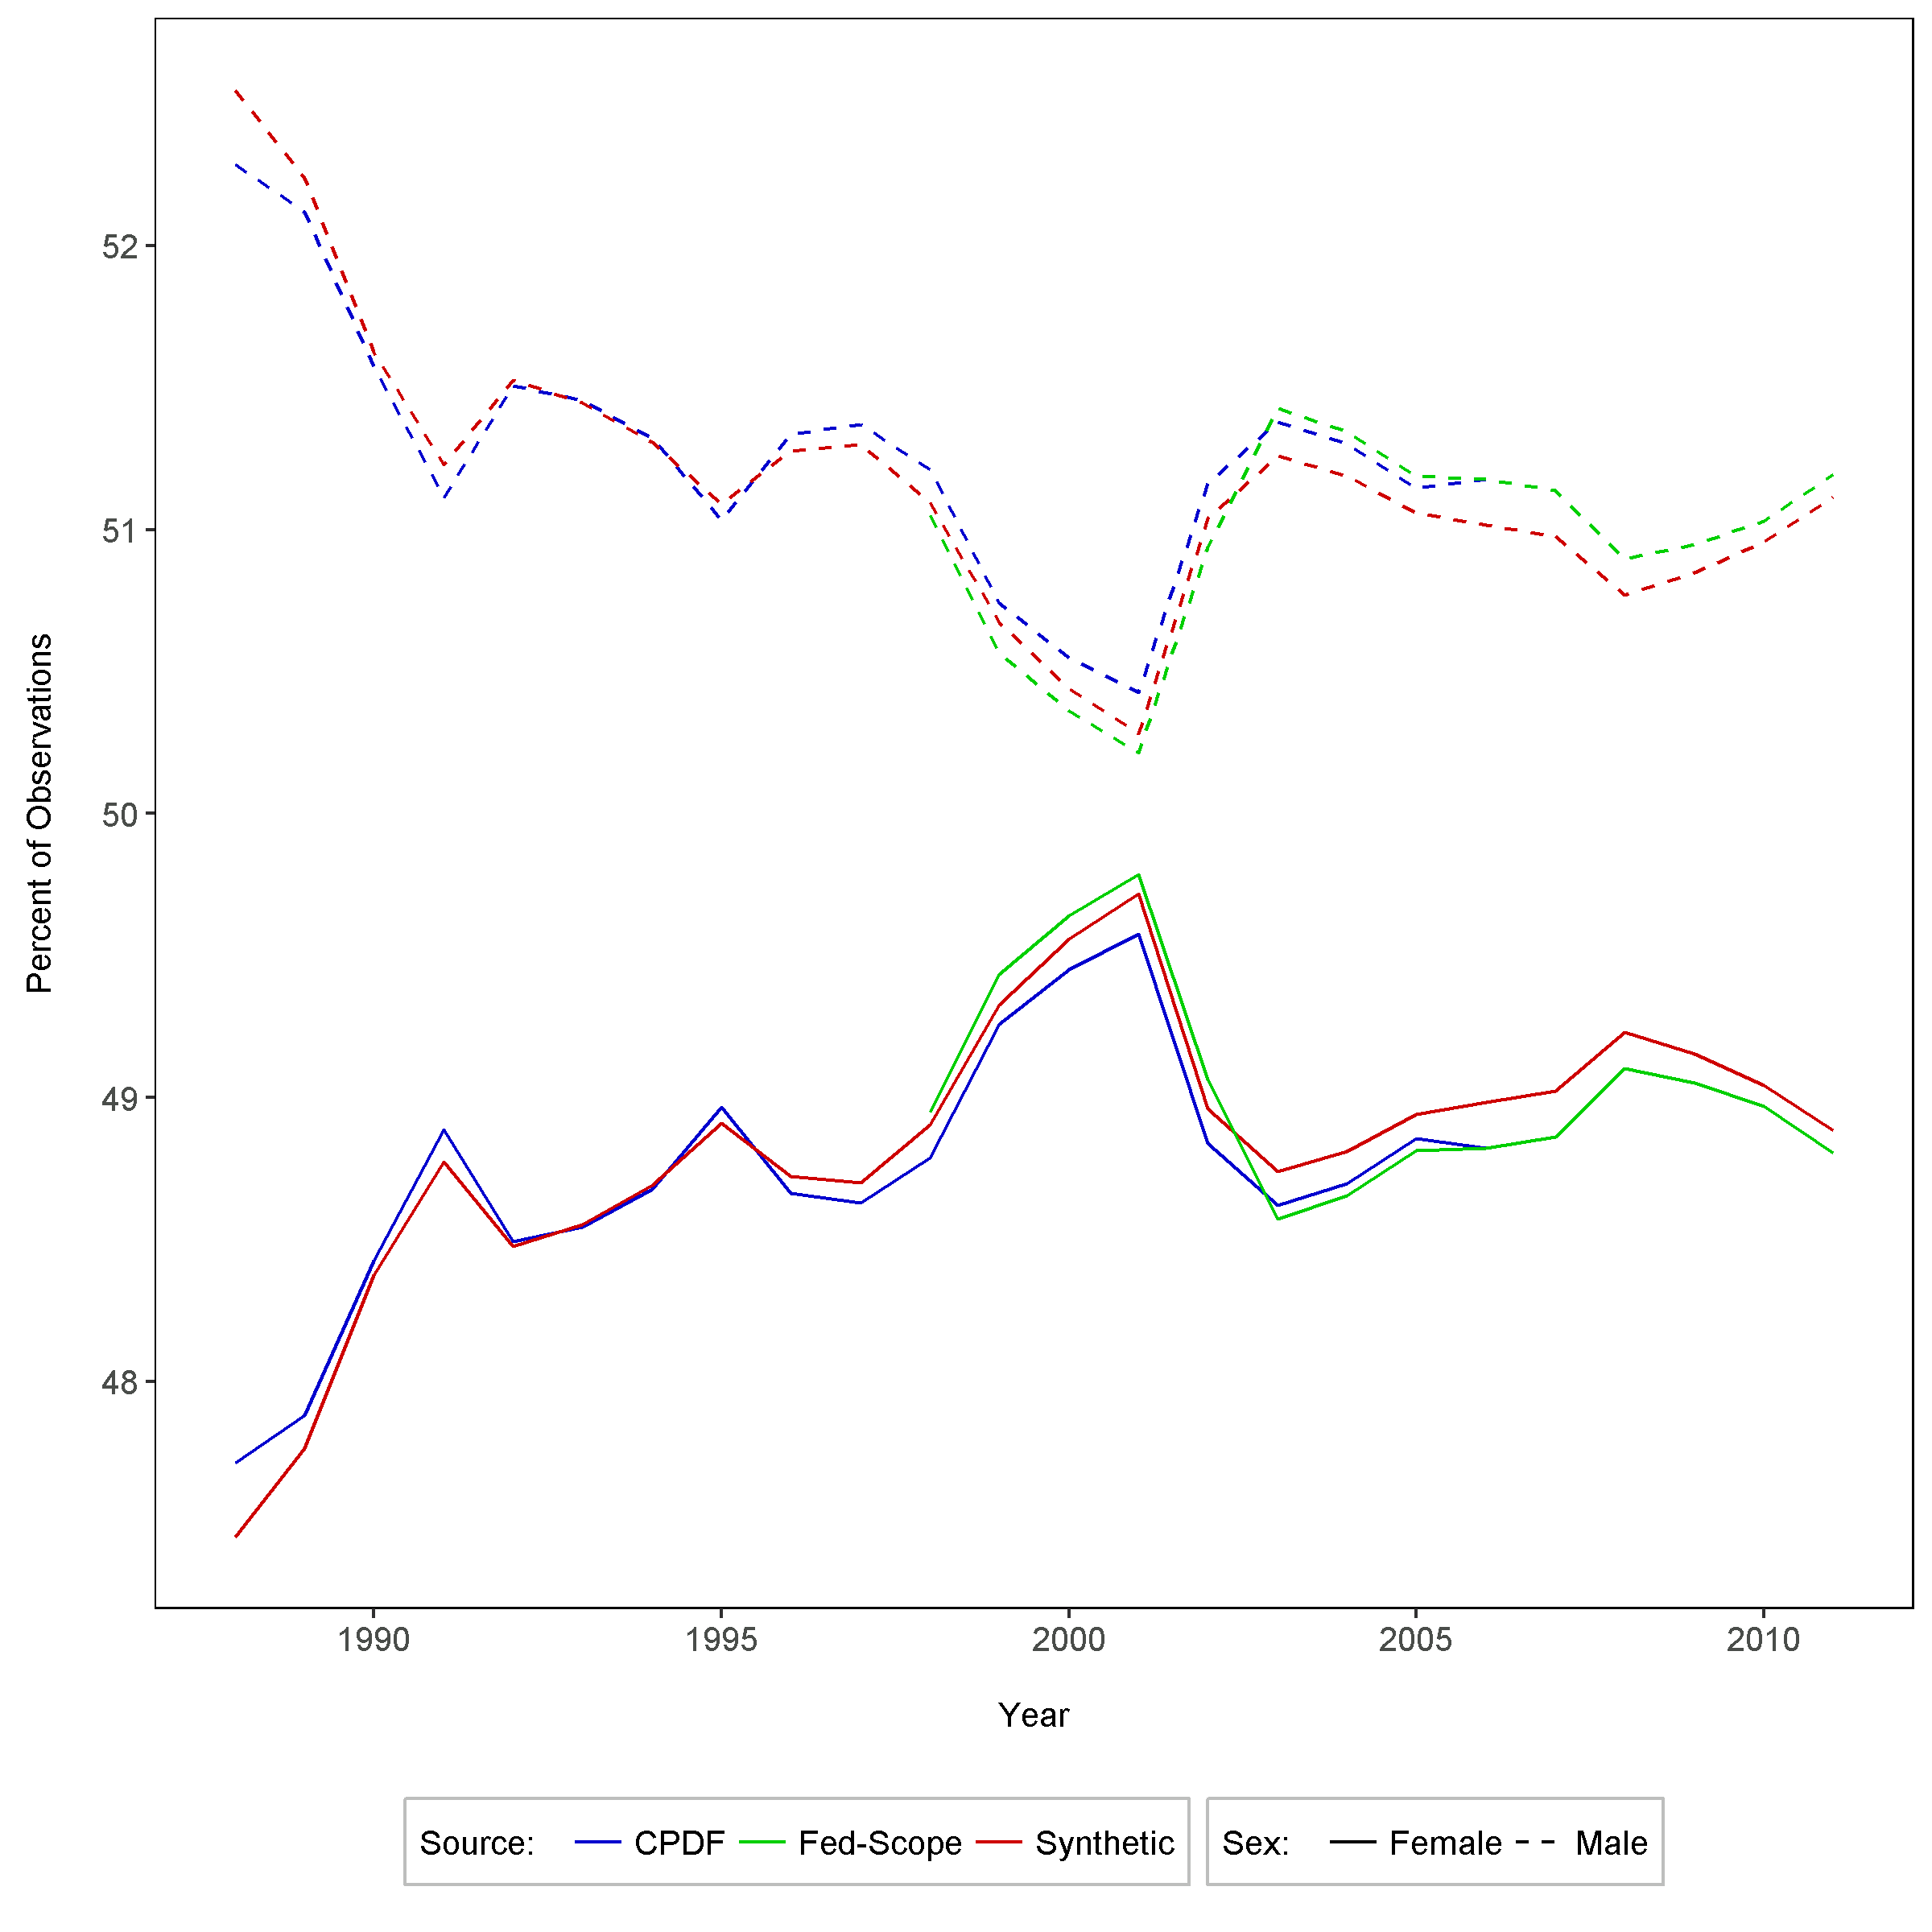 52
51
50
49
48
Percent of Observations
1990 1995 2000 2005 2010
Year
Source: CPDF Fed-Scope Synthetic Sex: Female Male